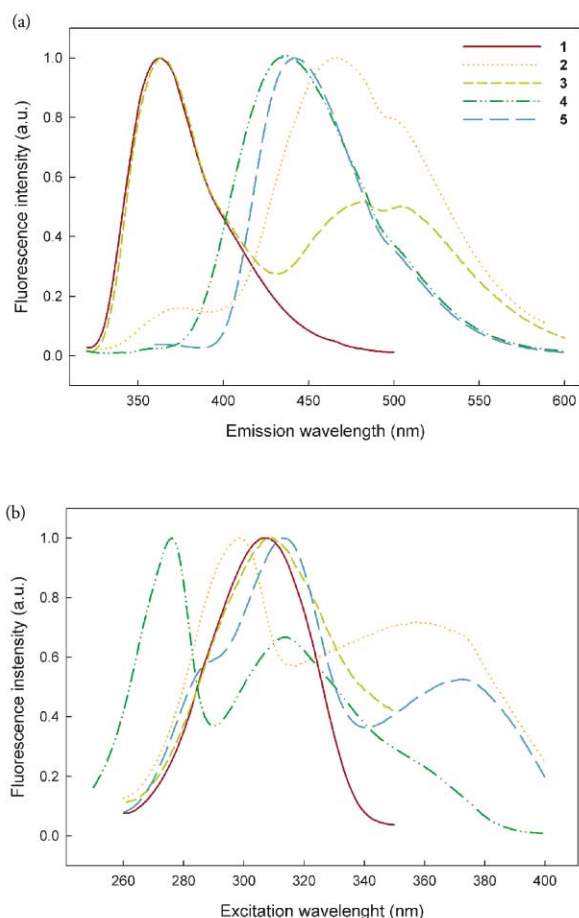 (a)
1.0
0.8
0.6
0.4
0.2
0.0
Fluorescence intensity (a.u.)
1
2
3
4
5
350 400 450 500 550 600
Emission wavelength (nm)
(b)
1.0
0.8
0.6
0.4
0.2
0.0
Fluorescence instensity (a.u.)
260 280 300 320 340 360 380 400
Excitation wavelenght (nm)